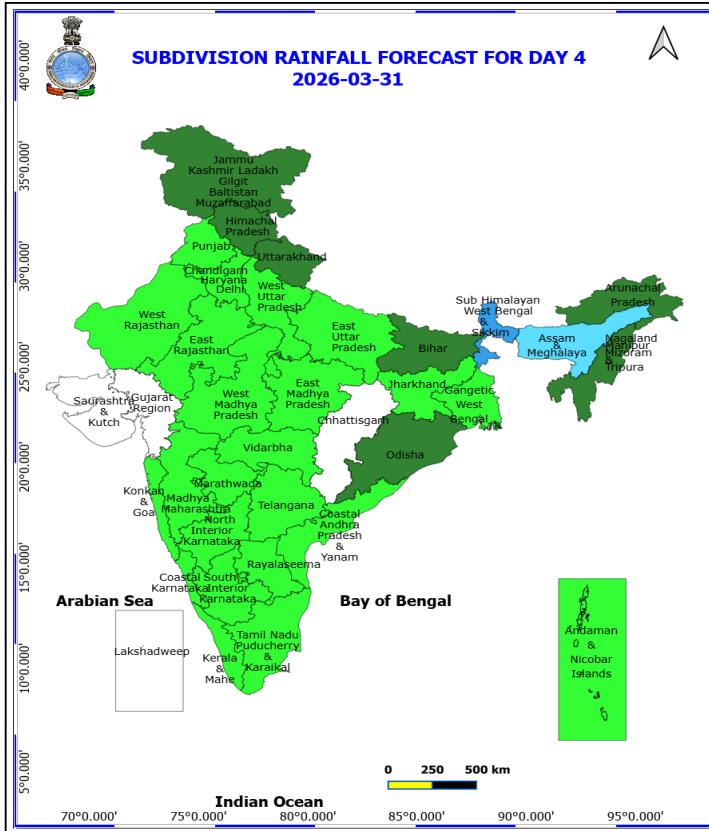 SUBDIVISION RAINFALL FORECAST FOR DAY 4
2026-03-31
40°0.000'
35°0.000'
30°0.000'
25°0.000'
20°0.000'
15°0.000'
10°0.000'
5°0.000'
Jammu
Kashmir Ladakh
Gilgit
Baltistan
Muzaffarabad
Himachal
Pradesh
Punjab
Uttarakhand
Chandigarh
Haryana
Delhi
West
Uttar
Pradesh
West
Rajasthan
East
Rajasthan
East
Uttar
Pradesh
Bihar
Sub Himalayan
West Bengal
&
Sikkim
Arunachal
Pradesh
Assam
&
Meghalaya
Nagaland
Manipur
Mizoram
&
Tripura
Saurashtra
&
Kutch
Gujarat
Region
West
Madhya
Pradesh
East
Madhya
Pradesh
Jharkhand
Gangetic
West
Bengal
Chhattisgarh
Odisha
Vidarbha
Konkan
&
Goa
Madhya
Maharashtra
Marathwada
Telangana
North
Interior
Karnataka
Coastal
Andhra
Pradesh
&
Yanam
Rayalaseema
Coastal
Karnataka
South
Interior
Karnataka
Arabian Sea
Bay of Bengal
Lakshadweep
Kerala
&
Mahe
Tamil Nadu
Puducherry
&
Karaikal
Andaman
&
Nicobar
Islands
0 250 500 km
Indian Ocean
70°0.000' 75°0.000' 80°0.000' 85°0.000' 90°0.000' 95°0.000'